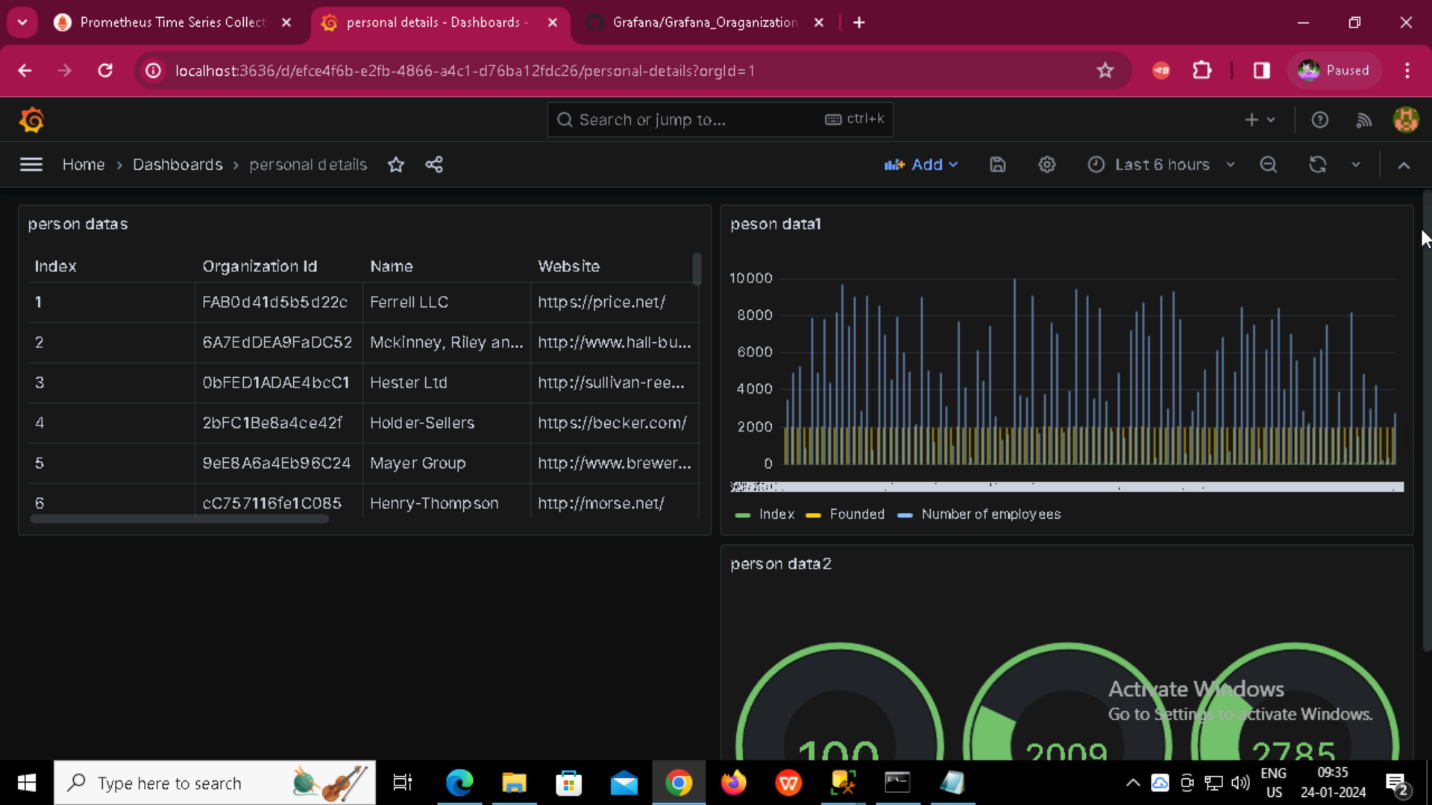 Prometheus Time Series Collect
personal details - Dashboards -
Grafana/Grafana_Oraganization
localhost:3636/d/efce4f6b-e2fb-4866-a4c1-d76ba12fdc26/personal-details?orgId=1
Paused
Search or jump to...
ctrl+k
Home › Dashboards › personal details
Add
Last 6 hours
person datas
Index Organization Id Name Website
1 FAB0d41d5b5d22c Ferrell LLC https://price.net/
2 6A7EdDEA9FaDC52 Mckinney, Riley an... http://www.hall-bu...
3 0bFED1ADAE4bcC1 Hester Ltd http://sullivan-ree...
4 2bFC1Be8a4ce42f Holder-Sellers https://becker.com/
5 9eE8A6a4Eb96C24 Mayer Group http://www.brewer...
6 cC757116fe1C085 Henry-Thompson http://morse.net/
peson data1
10000
8000
6000
4000
2000
0
Index Founded Number of employees
person data2
100 2009 2785
Activate Windows
Go to Settings to activate Windows.
Type here to search
ENG
US
09:35
24-01-2024
2